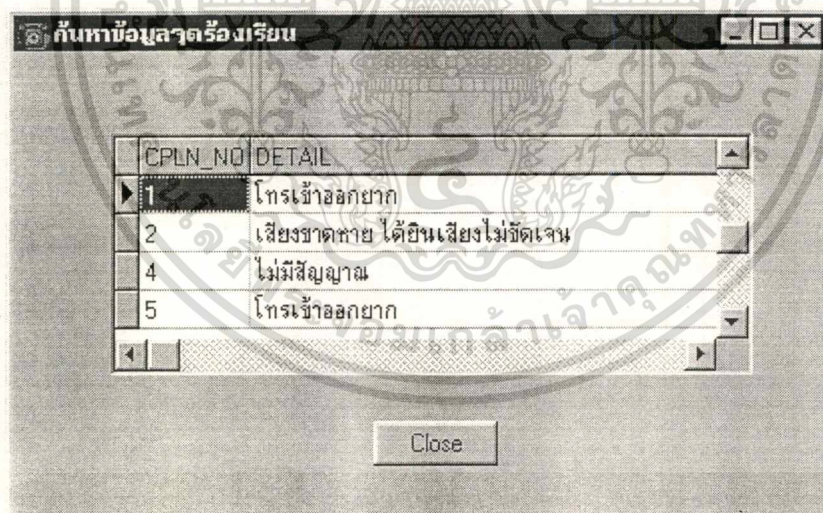 ค้นหาข้อมูลจุดร้องเรียน
CPLN_NO DETAIL
1 โทรเข้าออกยาก
2 เสียงขาดหาย ได้ยินเสียงไม่ชัดเจน
4 ไม่มีสัญญาณ
5 โทรเข้าออกยาก
Close